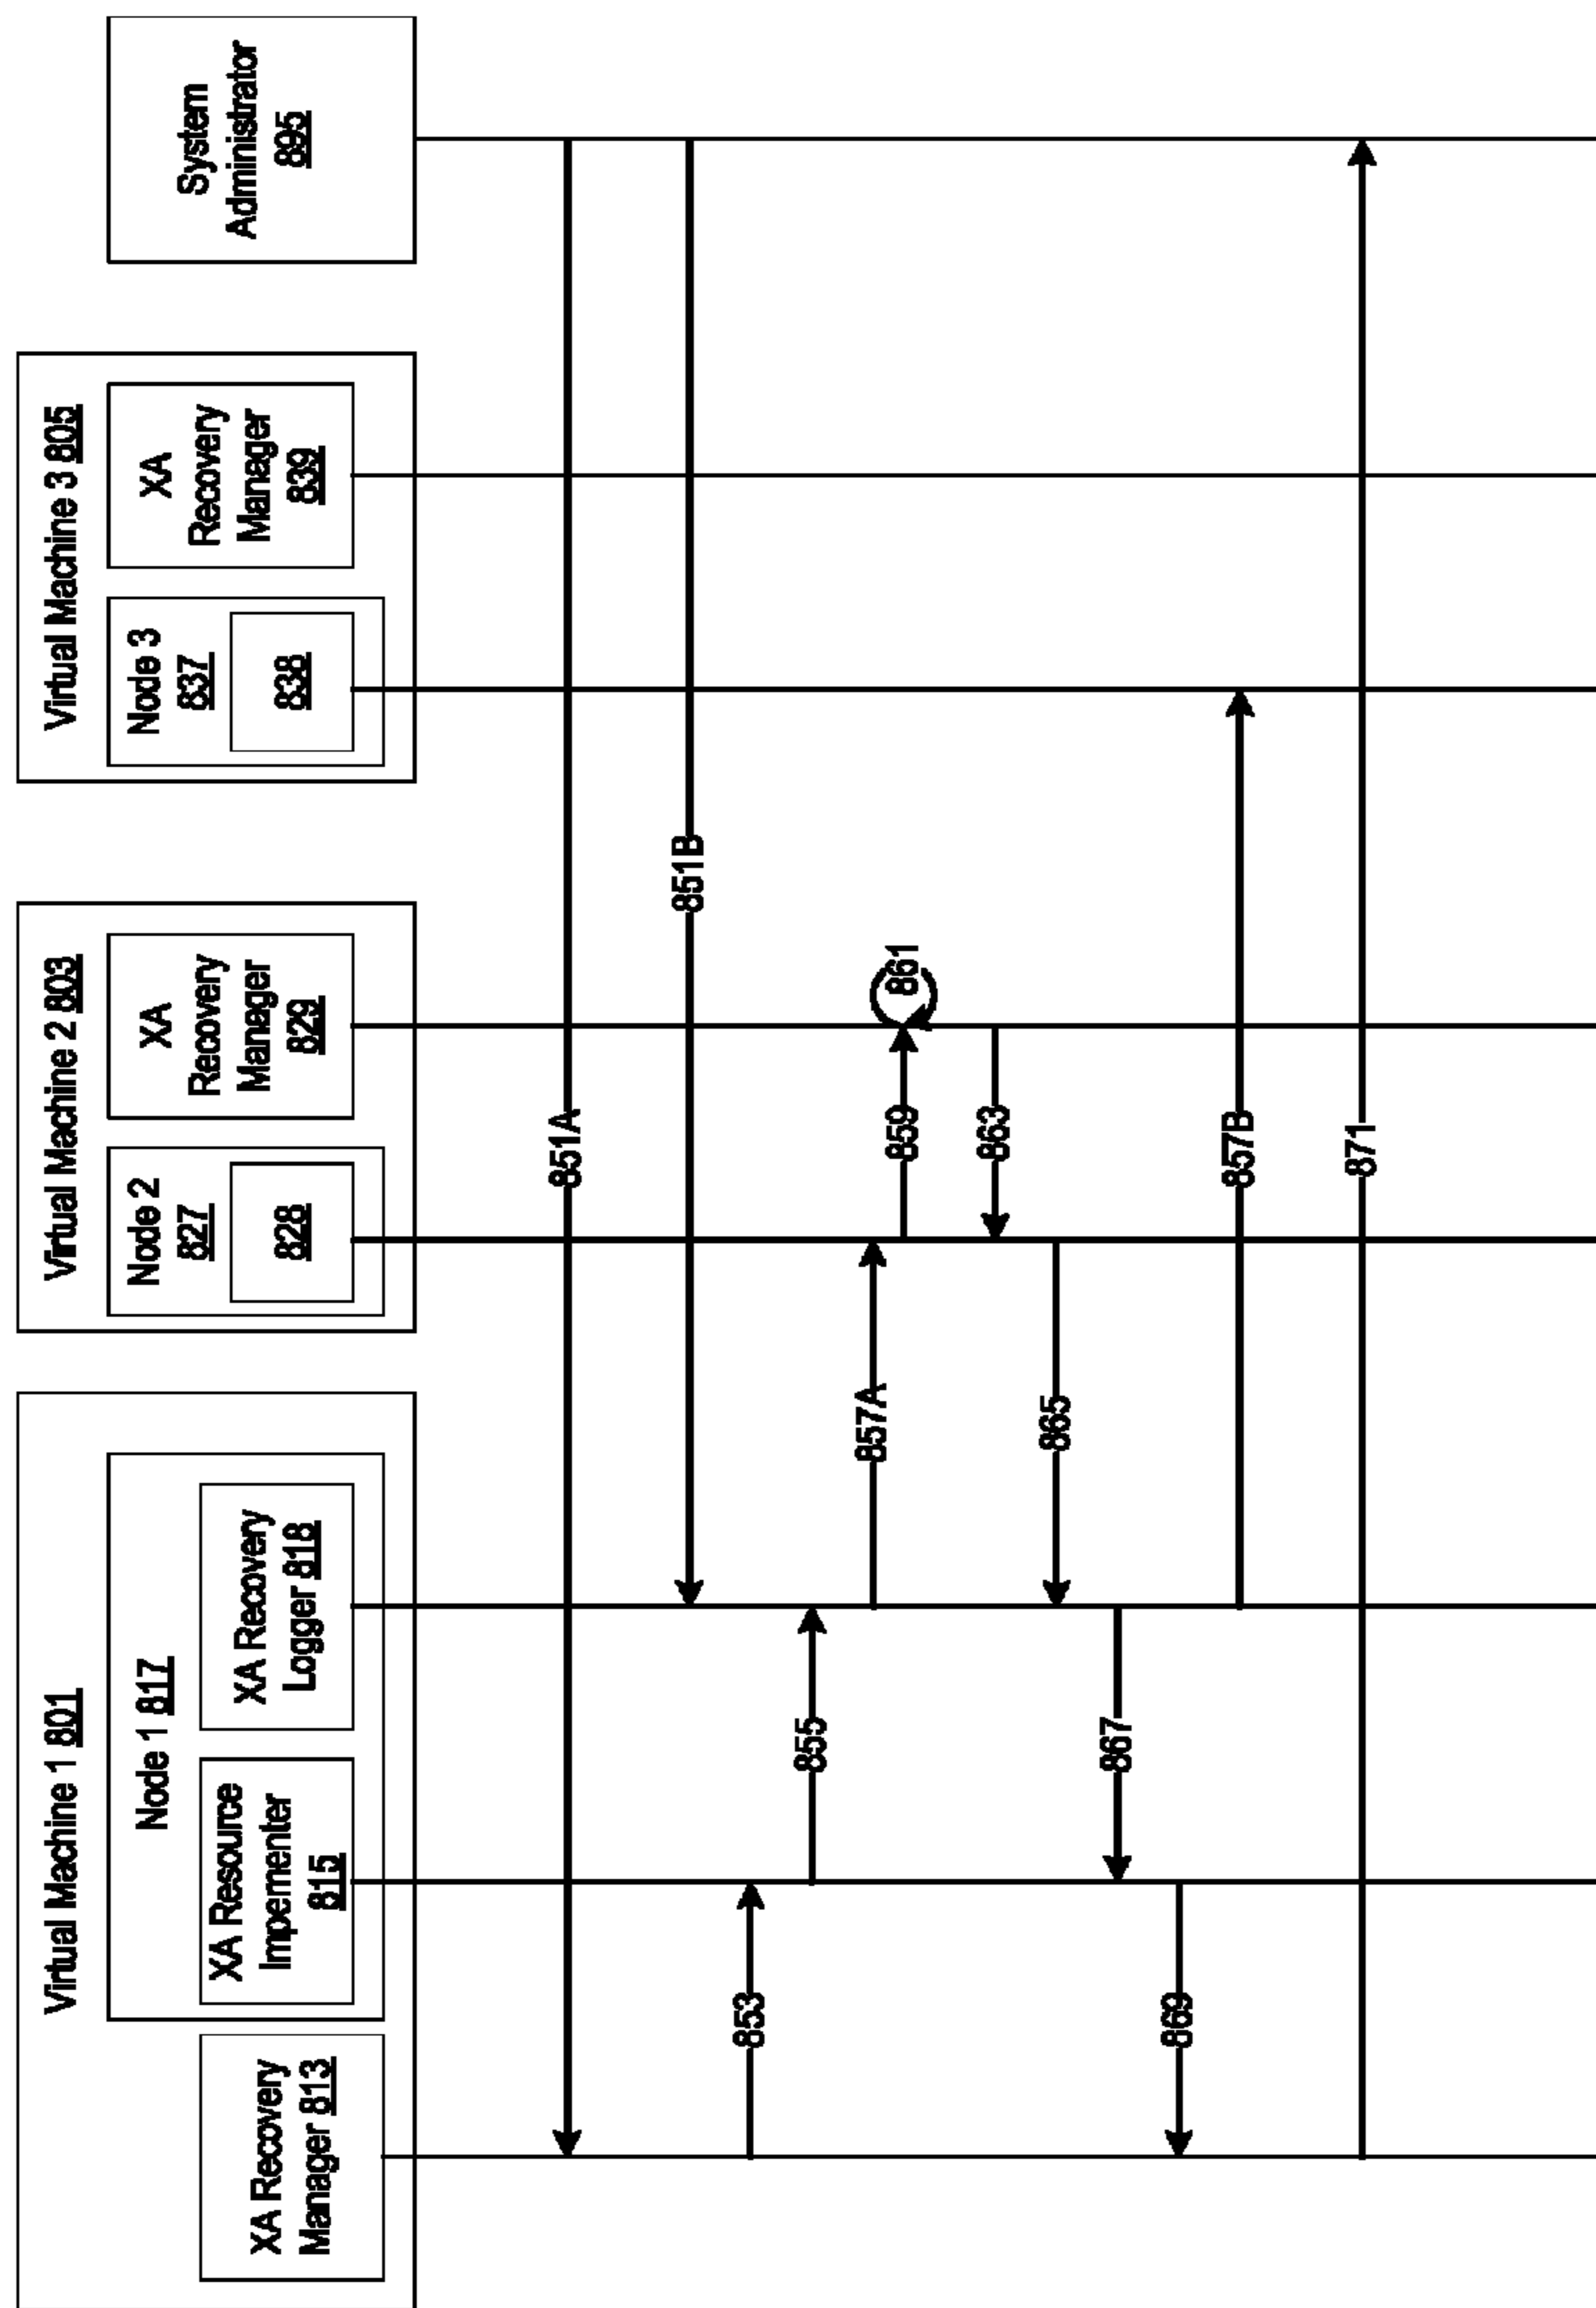 Virtual Machine 1 801
XA Recovery
Manager 813
Node 1 817
XA Resource
Impementer
815
XA Recovery
Logger 818
Virtual Machine 2 803
Node 2
827
828
XA
Recovery
Manager
829
Virtual Machine 3 805
Node 3
837
838
XA
Recovery
Manager
839
System
Administrator
895
851A
851B
853
855
857A
859
861
863
865
867
869
857B
871